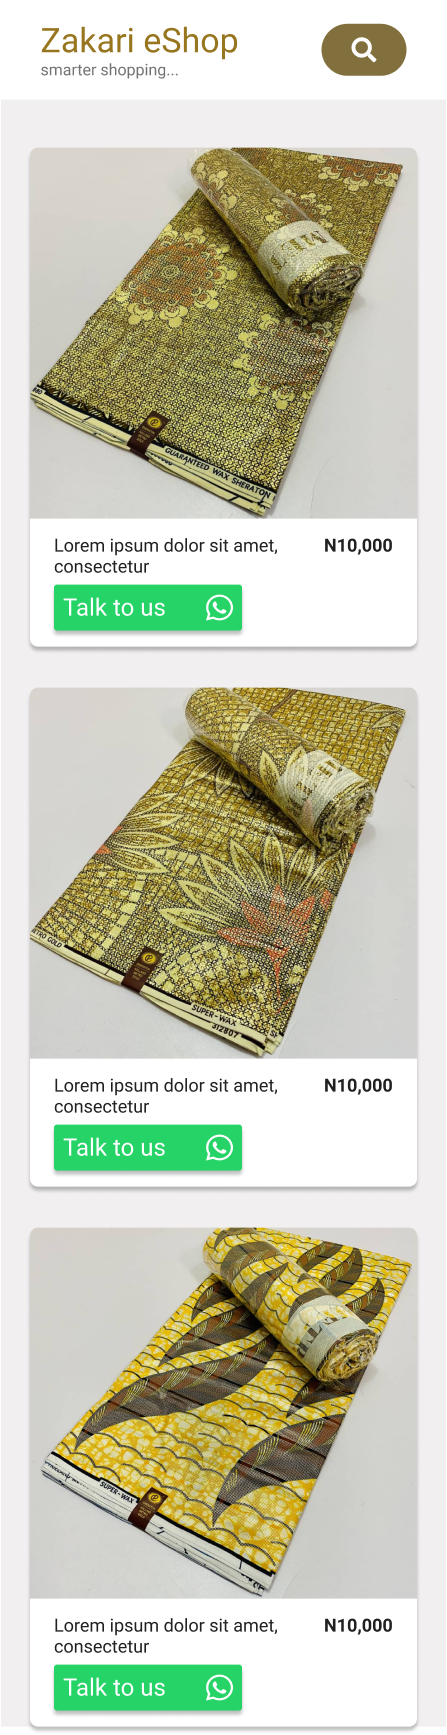 Zakari eShop
smarter shopping...
GUARANTEED WAX SHERATON
Lorem ipsum dolor sit amet,
consectetur
N10,000
Talk to us
SUPER-WAX
312807
Lorem ipsum dolor sit amet,
consectetur
N10,000
Talk to us
SUPER-WAX
Lorem ipsum dolor sit amet,
consectetur
N10,000
Talk to us